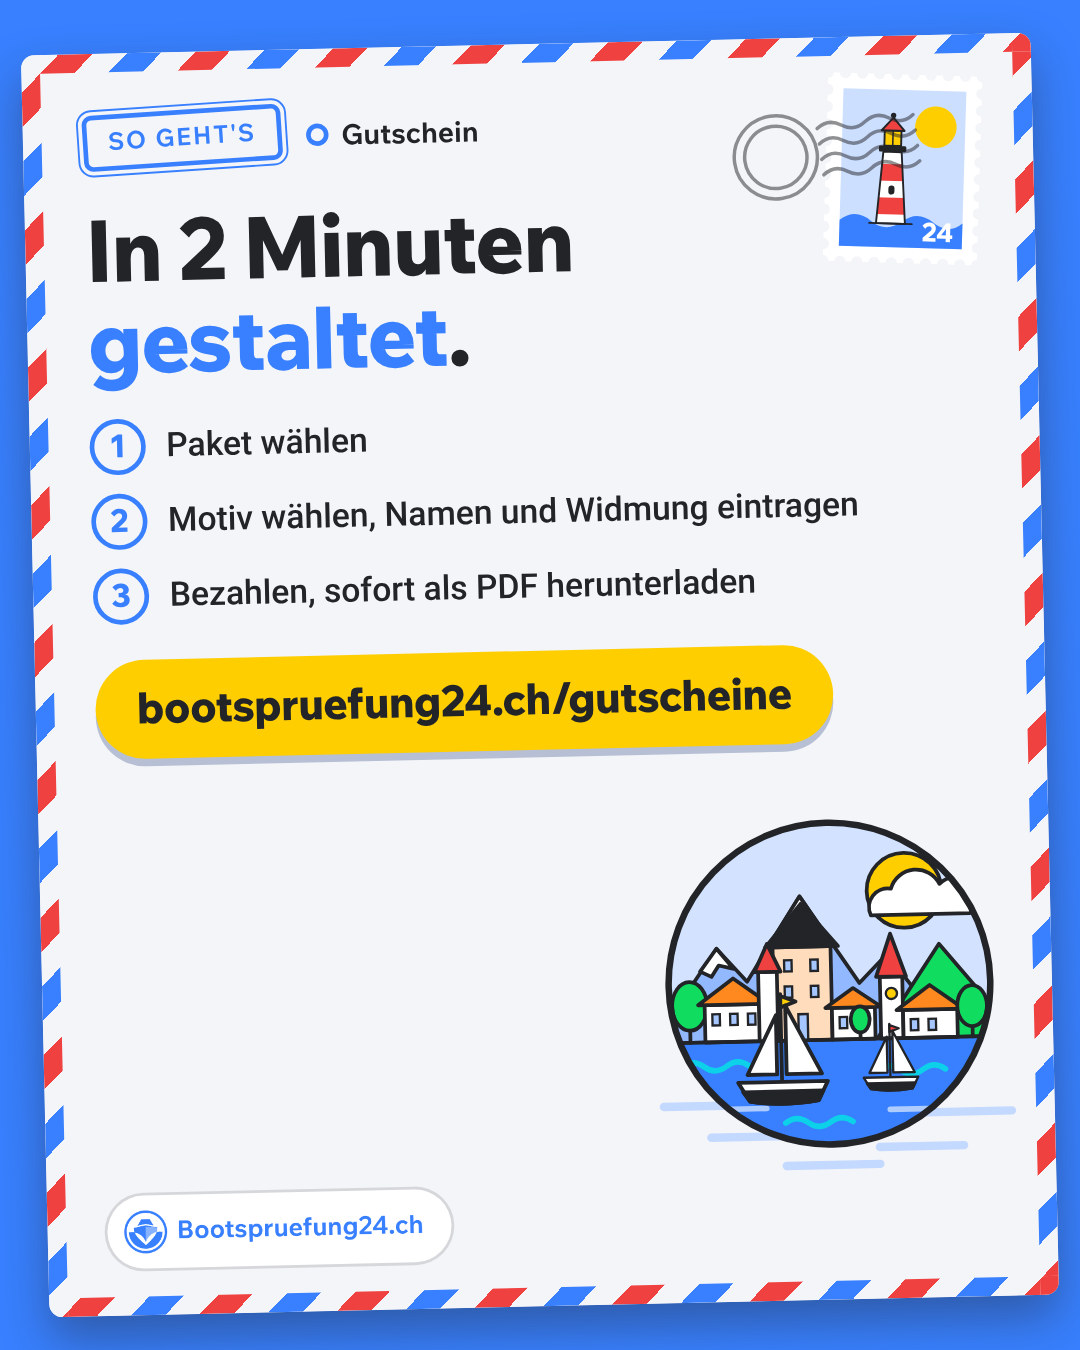 SO GEHT'S
Gutschein
24
In 2 Minuten
gestaltet.
1 Paket wählen
2 Motiv wählen, Namen und Widmung eintragen
3 Bezahlen, sofort als PDF herunterladen
bootspruefung24.ch/gutscheine
Bootspruefung24.ch